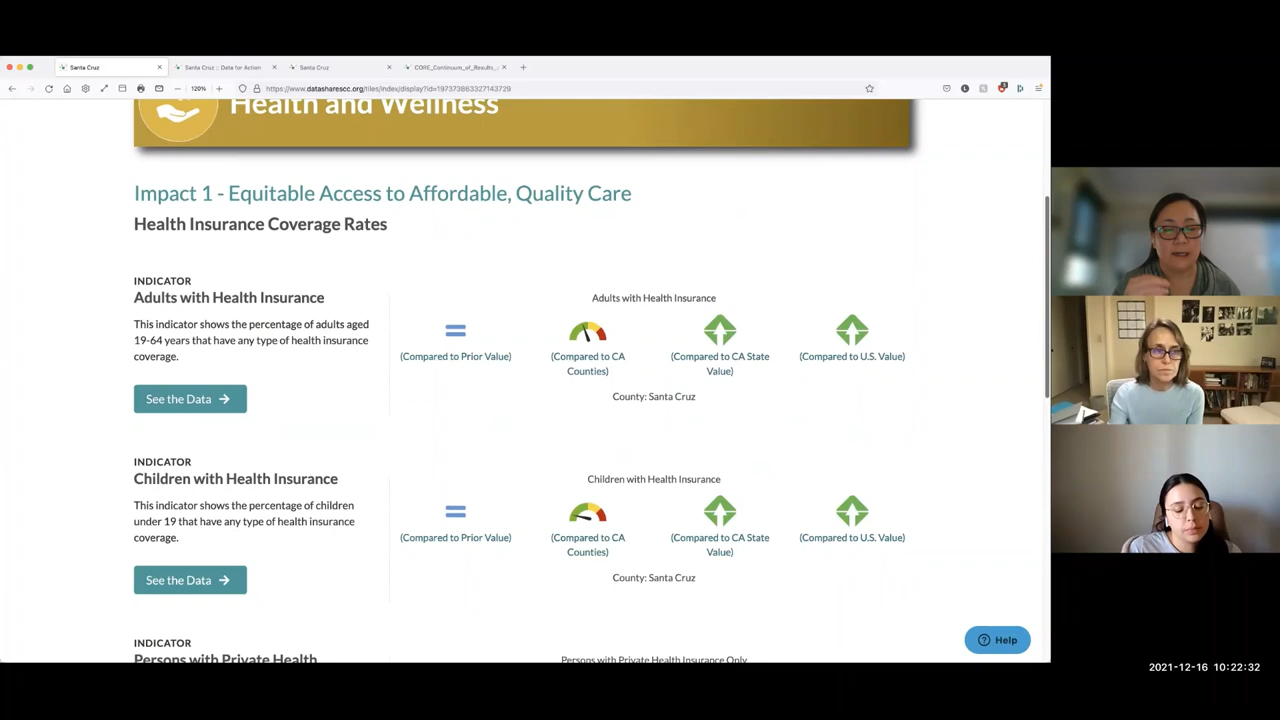 Santa Cruz
Santa Cruz :: Data for Action
Santa Cruz
CORE_Continuum_of_Results_
120%
https://www.datasharescc.org/tiles/index/display?id=197373863327143729
Health and Wellness
Impact 1 - Equitable Access to Affordable, Quality Care
Health Insurance Coverage Rates
INDICATOR
Adults with Health Insurance
This indicator shows the percentage of adults aged
19-64 years that have any type of health insurance
coverage.
See the Data
Adults with Health Insurance
(Compared to Prior Value)
(Compared to CA
Counties)
(Compared to CA State
Value)
(Compared to U.S. Value)
County: Santa Cruz
INDICATOR
Children with Health Insurance
This indicator shows the percentage of children
under 19 that have any type of health insurance
coverage.
See the Data
Children with Health Insurance
(Compared to Prior Value)
(Compared to CA
Counties)
(Compared to CA State
Value)
(Compared to U.S. Value)
County: Santa Cruz
INDICATOR
Persons with Private Health
Persons with Private Health Insurance Only
Help
2021-12-16 10:22:32